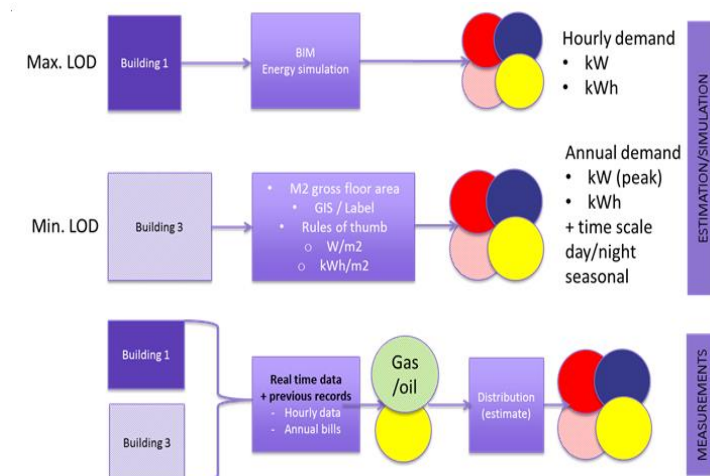 Max. LOD
Building 1
BIM
Energy simulation
Hourly demand
• kW
• kWh
Min. LOD
Building 3
• M2 gross floor area
• GIS / Label
• Rules of thumb
o W/m2
o kWh/m2
Annual demand
• kW (peak)
• kWh
+ time scale
day/night
seasonal
ESTIMATION/SIMULATION
Building 1
Building 3
Real time data
+ previous records
- Hourly data
- Annual bills
Gas
/oil
Distribution
(estimate)
MEASUREMENTS